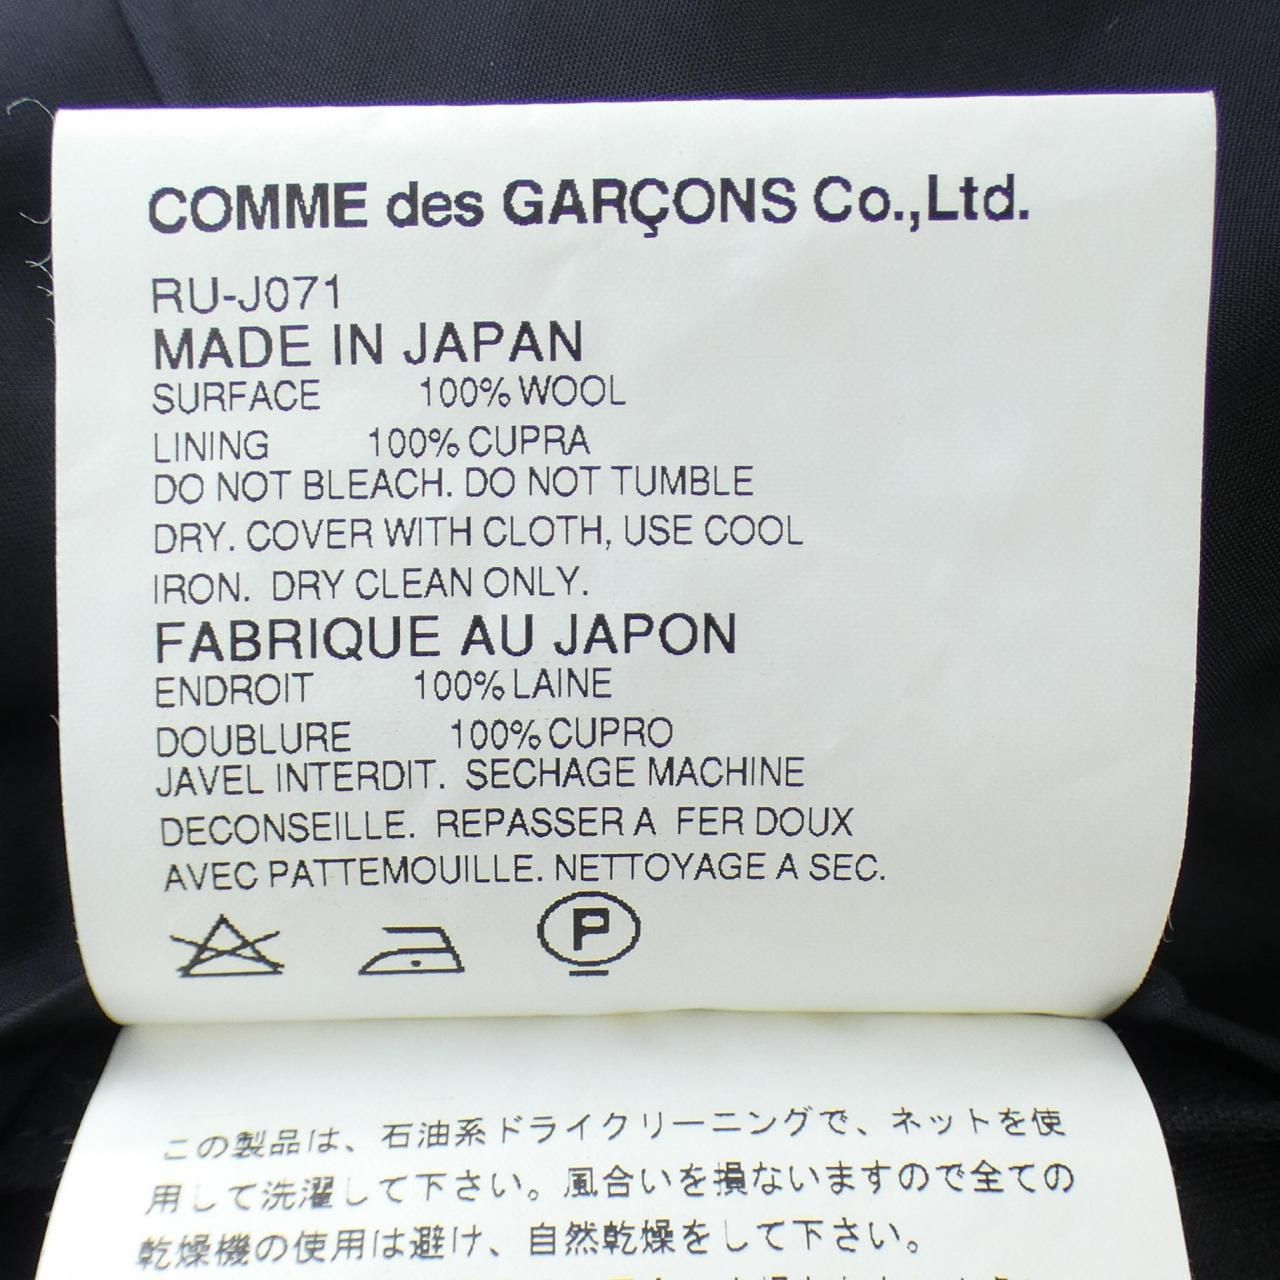 COMME des GARÇONS Co.,Ltd.
RU-J071
MADE IN JAPAN
SURFACE 100% WOOL
LINING 100% CUPRA
DO NOT BLEACH. DO NOT TUMBLE
DRY. COVER WITH CLOTH, USE COOL
IRON. DRY CLEAN ONLY.
FABRIQUE AU JAPON
ENDROIT 100% LAINE
DOUBLURE 100% CUPRO
JAVEL INTERDIT. SECHAGE MACHINE
DECONSEILLE. REPASSER A FER DOUX
AVEC PATTEMOUILLE. NETTOYAGE A SEC.
P
この製品は、石油系ドライクリーニングで、ネットを使
用して洗濯して下さい。風合いを損ないますので全ての
乾燥機の使用は避け、自然乾燥をして下さい。